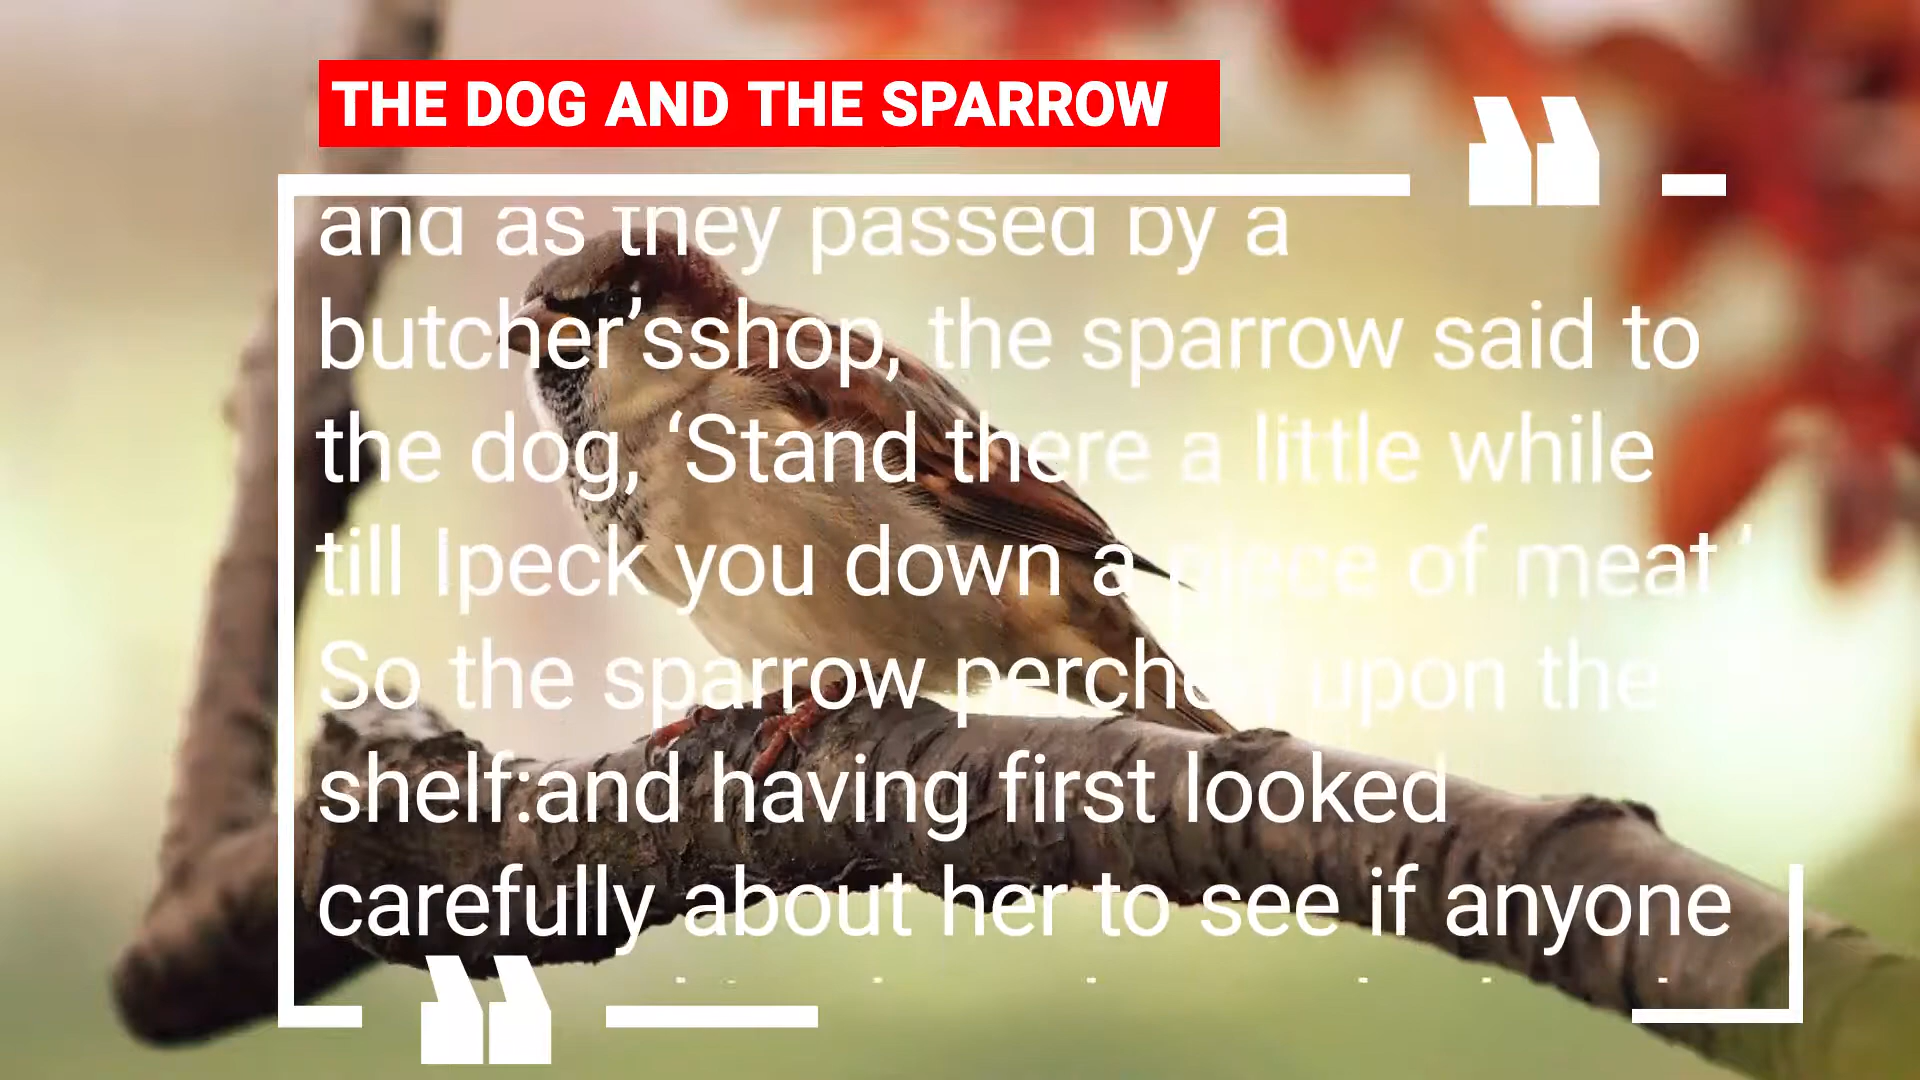 THE DOG AND THE SPARROW
and as they passed by a
butcher’sshop, the sparrow said to
the dog, ‘Stand there a little while
till Ipeck you down a piece of meat.’
So the sparrow perched upon the
shelf:and having first looked
carefully about her to see if anyone